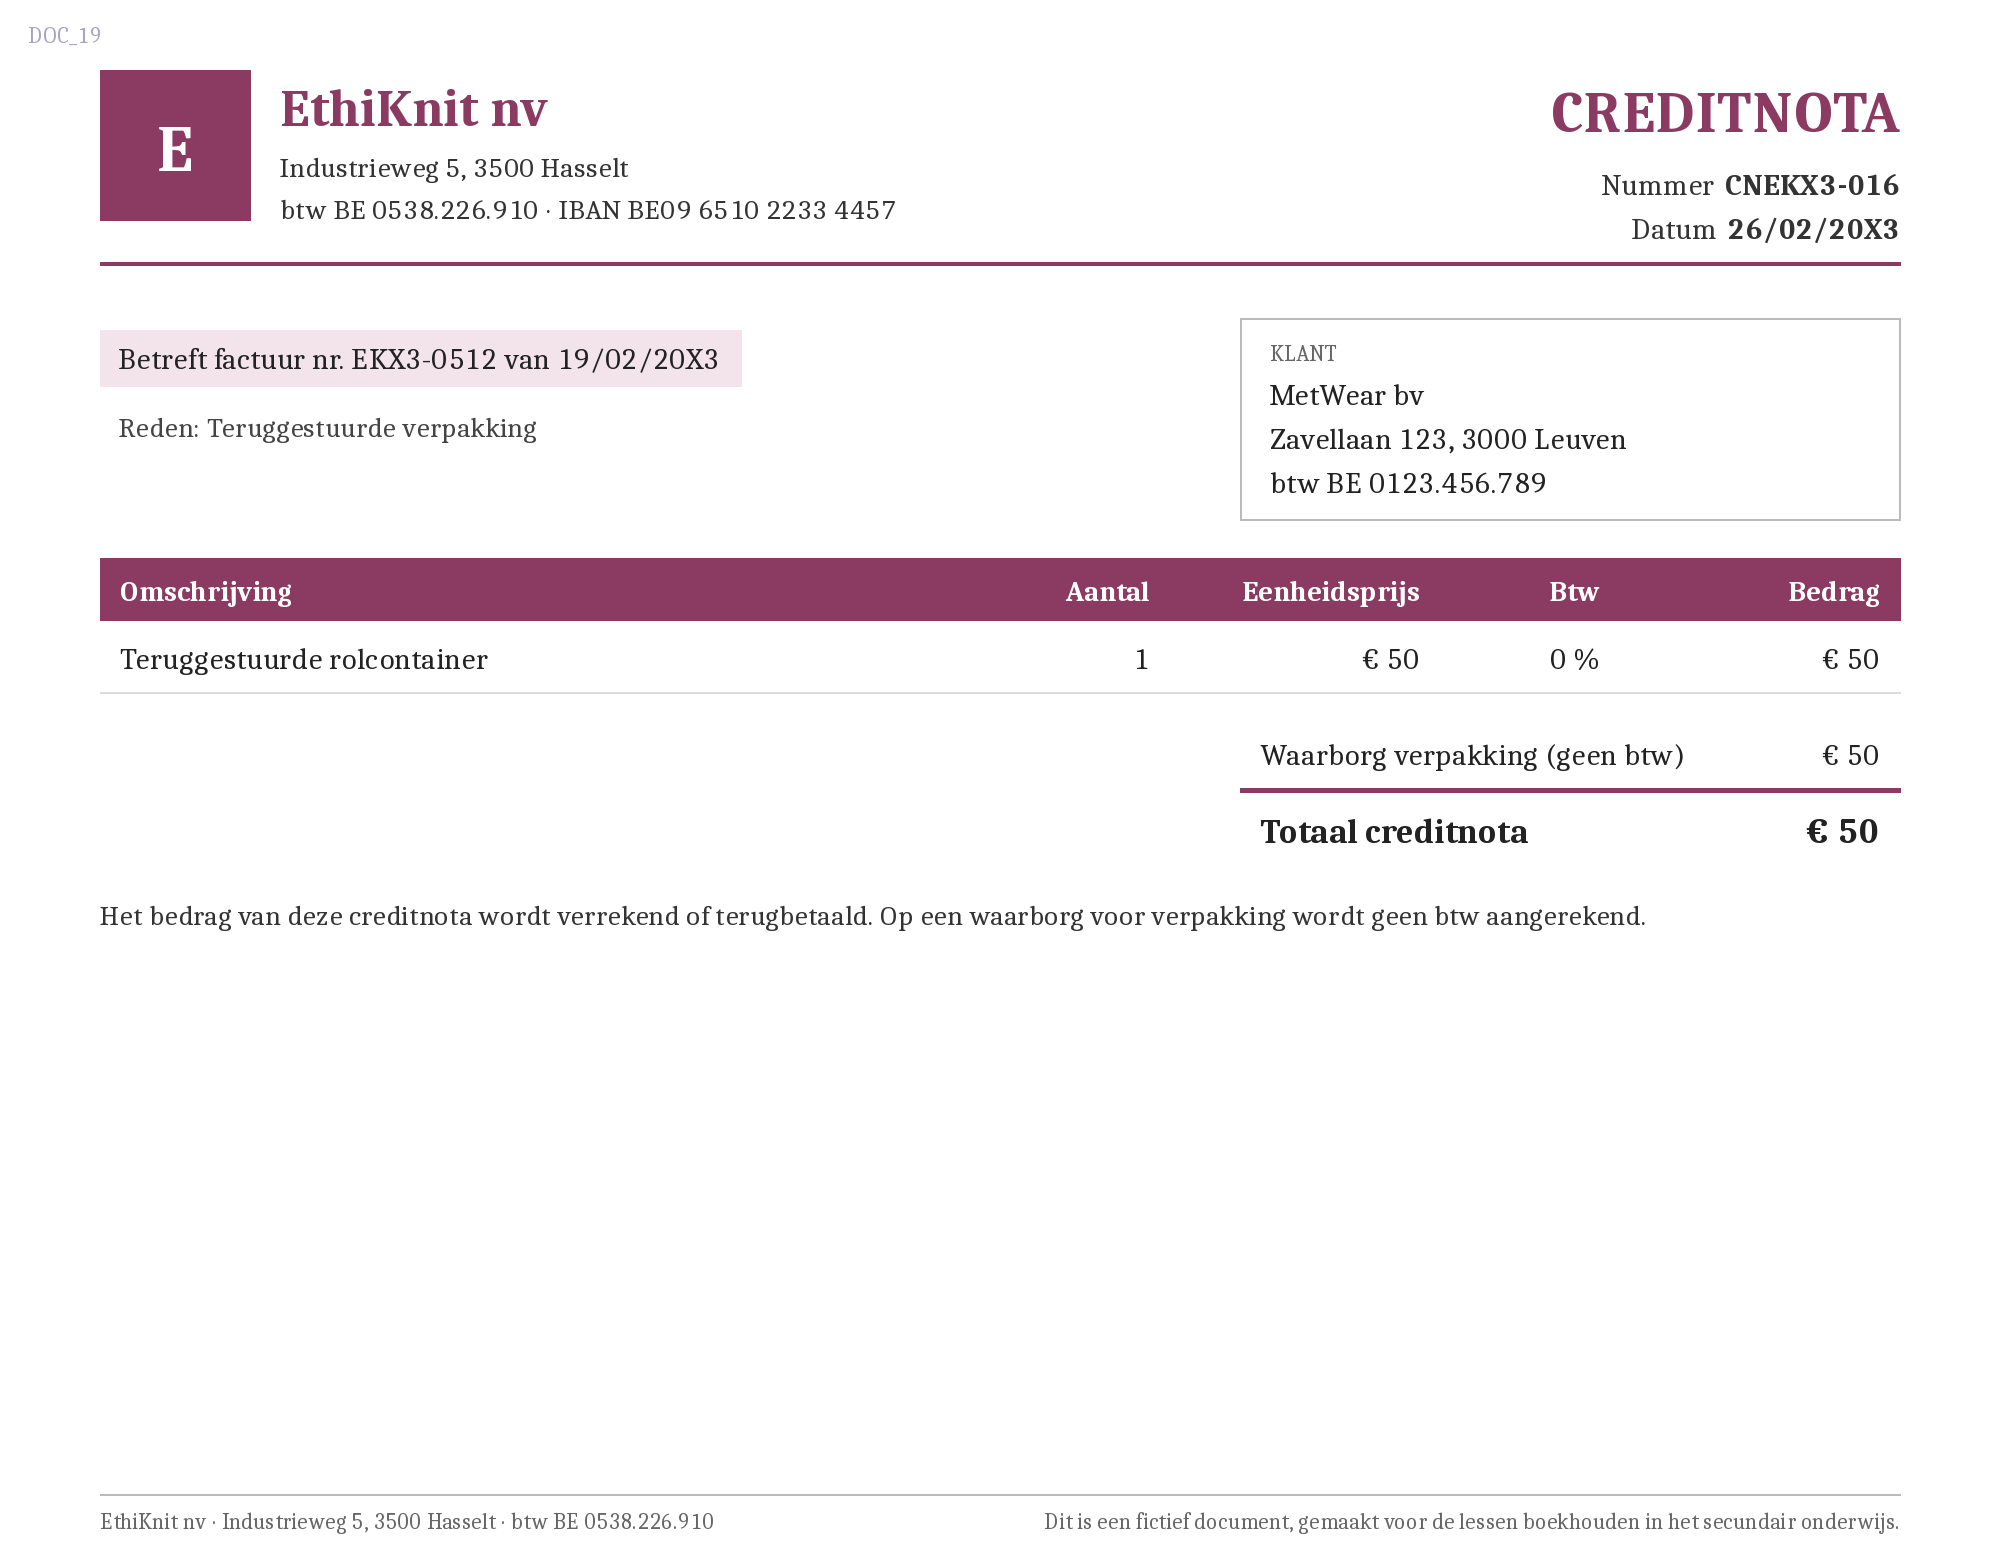 DOC_19
E
EthiKnit nv
Industrieweg 5, 3500 Hasselt
btw BE 0538.226.910 · IBAN BE09 6510 2233 4457
CREDITNOTA
Nummer CNEKX3-016
Datum 26/02/20X3
Betreft factuur nr. EKX3-0512 van 19/02/20X3
Reden: Teruggestuurde verpakking
KLANT
MetWear bv
Zavellaan 123, 3000 Leuven
btw BE 0123.456.789
Omschrijving Aantal Eenheidsprijs Btw Bedrag
Teruggestuurde rolcontainer 1 € 50 0 % € 50
Waarborg verpakking (geen btw) € 50
Totaal creditnota € 50
Het bedrag van deze creditnota wordt verrekend of terugbetaald. Op een waarborg voor verpakking wordt geen btw aangerekend.
EthiKnit nv · Industrieweg 5, 3500 Hasselt · btw BE 0538.226.910 Dit is een fictief document, gemaakt voor de lessen boekhouden in het secundair onderwijs.